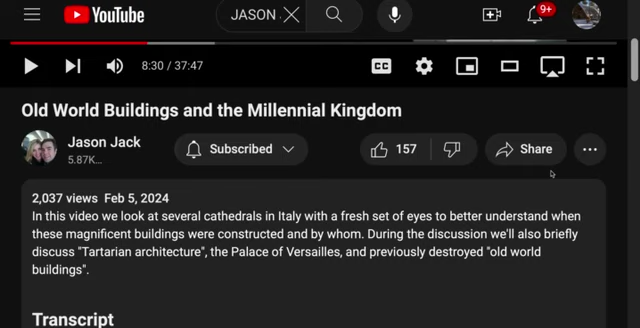 YouTube
JASON
9+
8:30 / 37:47
CC
Old World Buildings and the Millennial Kingdom
Jason Jack
5.87K...
Subscribed
157
Share
2,037 views Feb 5, 2024
In this video we look at several cathedrals in Italy with a fresh set of eyes to better understand when
these magnificent buildings were constructed and by whom. During the discussion we'll also briefly
discuss "Tartarian architecture", the Palace of Versailles, and previously destroyed "old world
buildings".
Transcript